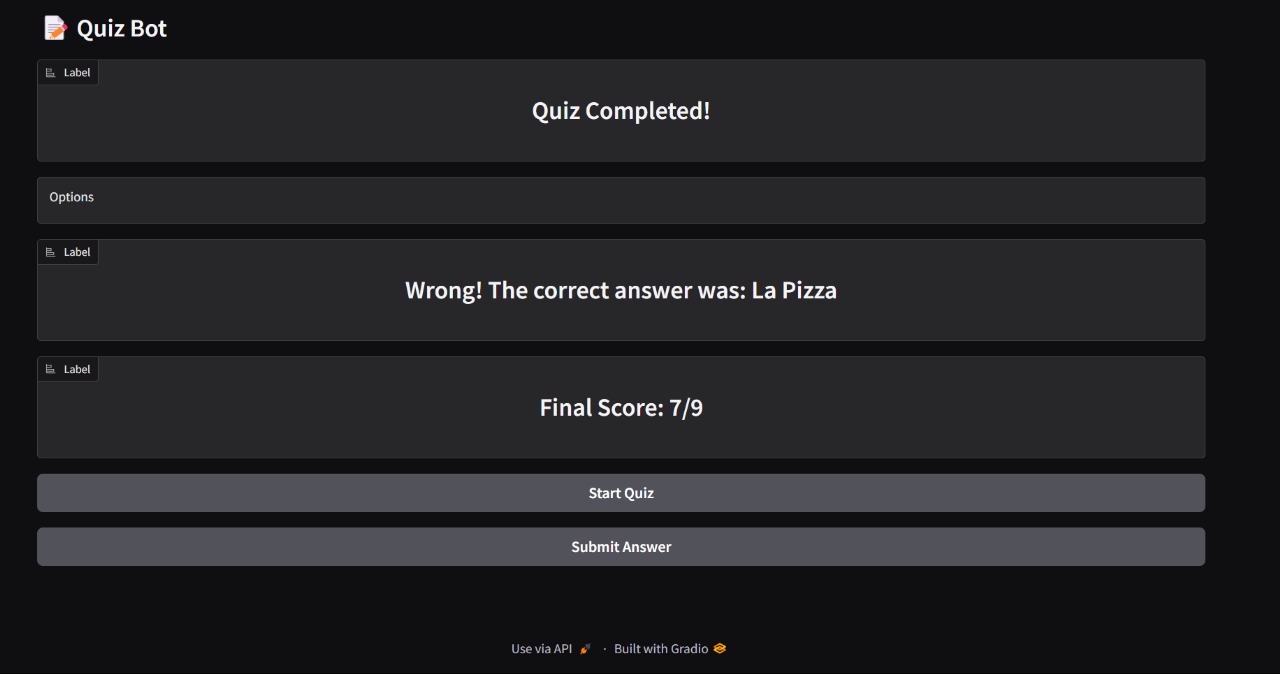 📝 Quiz Bot
Label
Quiz Completed!
Options
Label
Wrong! The correct answer was: La Pizza
Label
Final Score: 7/9
Start Quiz
Submit Answer
Use via API 🚀 · Built with Gradio